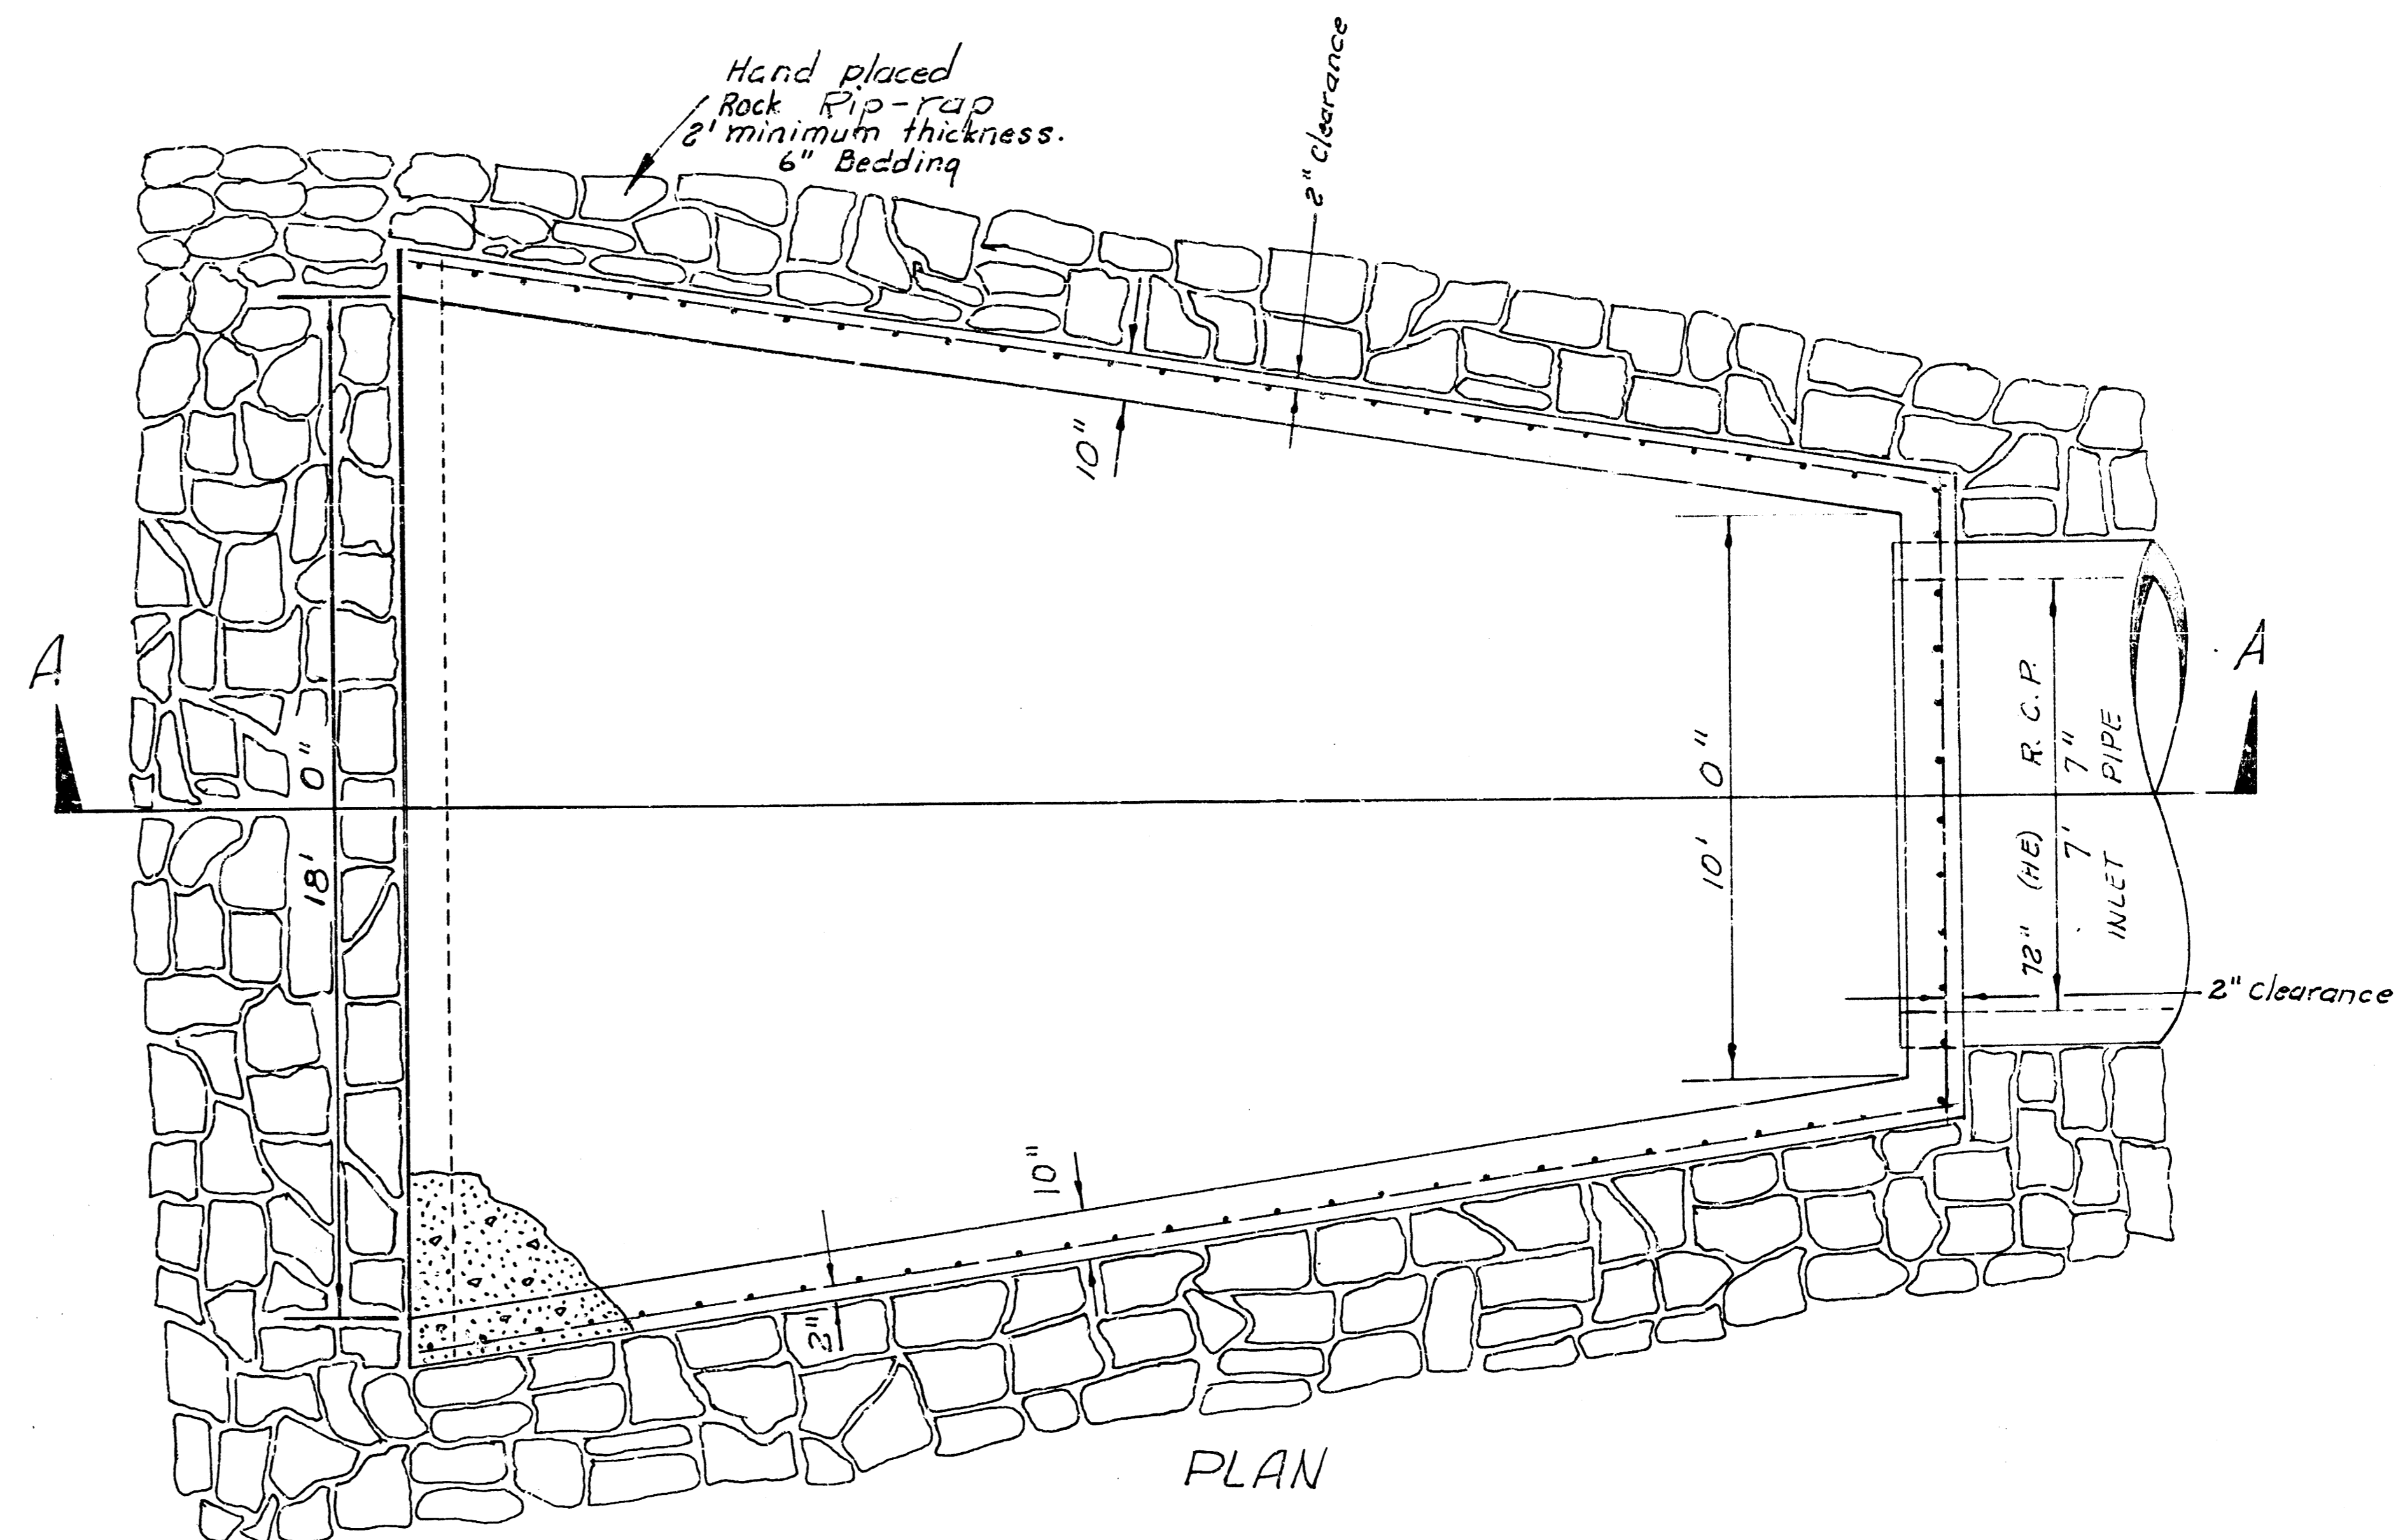 Hand placed
Rock Rip-rap
2' minimum thickness.
6" Bedding
2" clearance
10"
A
A
18' 0"
10' 0"
72" (HE) R. C. P.
7' 7"
INLET PIPE
2" clearance
10"
2"
PLAN